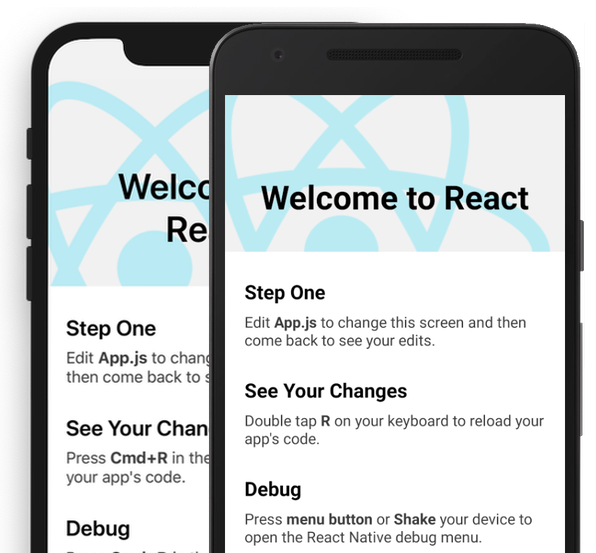 Welco
Re
Step One
Edit App.js to chang
then come back to s
See Your Chan
Press Cmd+R in the
your app's code.
Debug
Welcome to React
Step One
Edit App.js to change this screen and then
come back to see your edits.
See Your Changes
Double tap R on your keyboard to reload your
app's code.
Debug
Press menu button or Shake your device to
open the React Native debug menu.